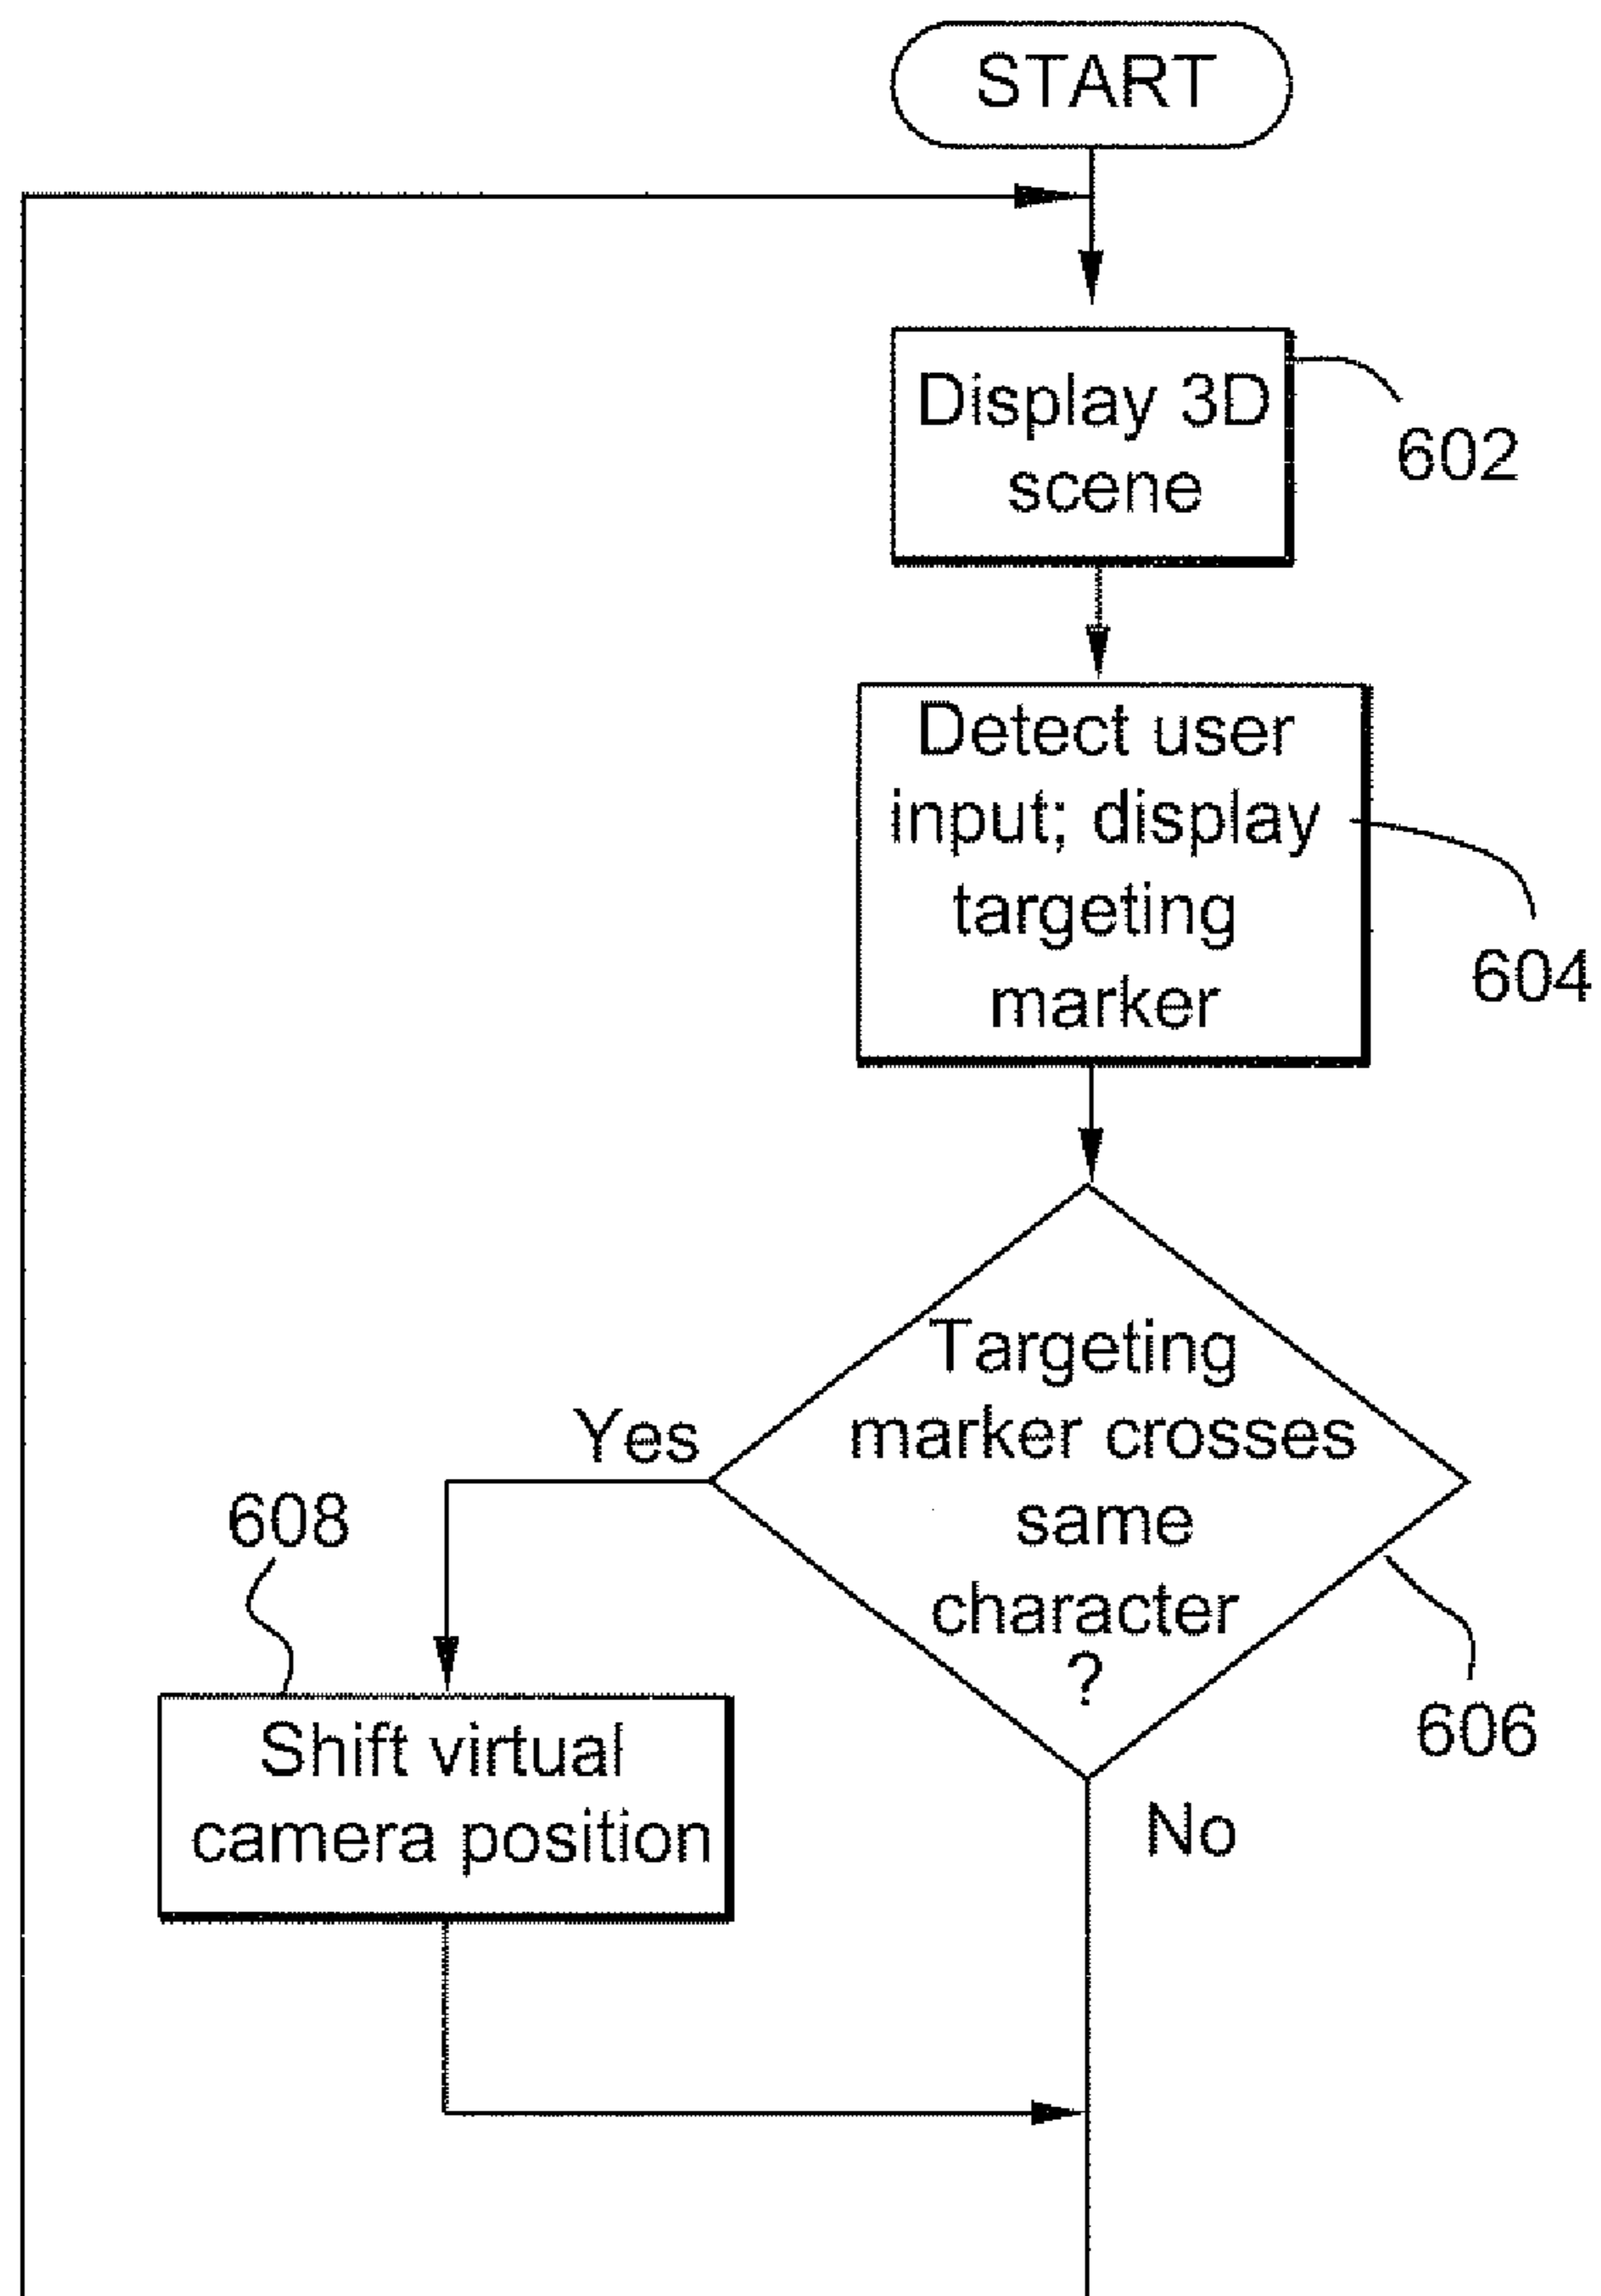 START
Display 3D
scene
602
Detect user
input; display
targeting
marker
604
Targeting
marker crosses
same
character
?
Yes
606
608
Shift virtual
camera position
No